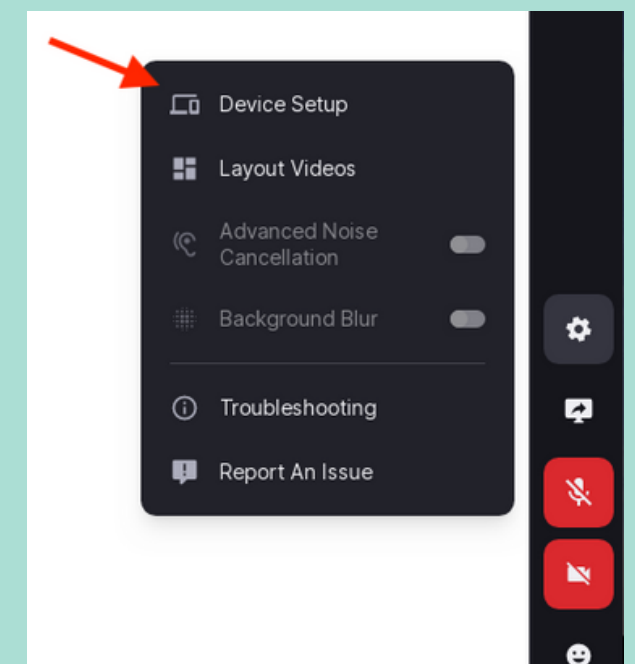 Device Setup
Layout Videos
Advanced Noise
Cancellation
Background Blur
Troubleshooting
Report An Issue